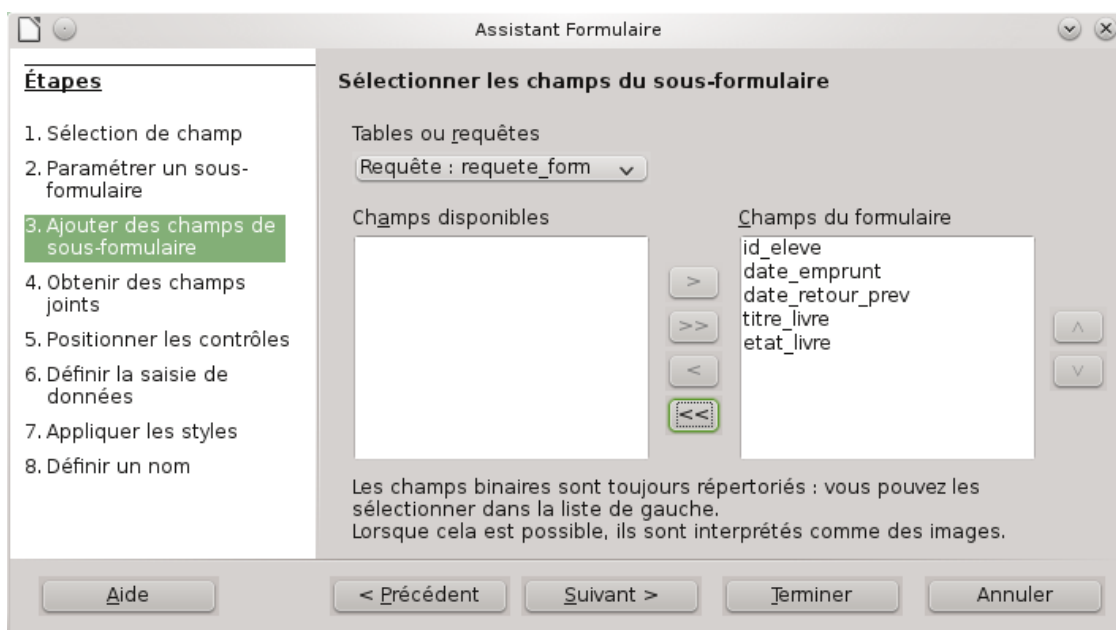 Assistant Formulaire
Étapes
1. Sélection de champ
2. Paramétrer un sous-
formulaire
3. Ajouter des champs de
sous-formulaire
4. Obtenir des champs
joints
5. Positionner les contrôles
6. Définir la saisie de
données
7. Appliquer les styles
8. Définir un nom
Sélectionner les champs du sous-formulaire
Tables ou requêtes
Requête : requete_form
Champs disponibles
Champs du formulaire
id_eleve
date_emprunt
date_retour_prev
titre_livre
etat_livre
>
>>
<
<<
Les champs binaires sont toujours répertoriés : vous pouvez les
sélectionner dans la liste de gauche.
Lorsque cela est possible, ils sont interprétés comme des images.
Aide
< Précédent
Suivant >
Terminer
Annuler